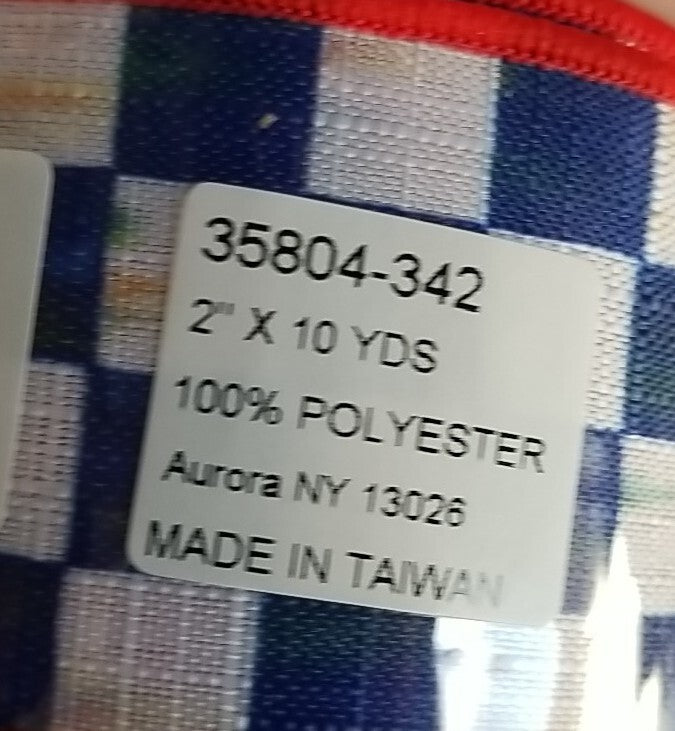 35804-342
2" X 10 YDS
100% POLYESTER
Aurora NY 13026
MADE IN TAIWAN